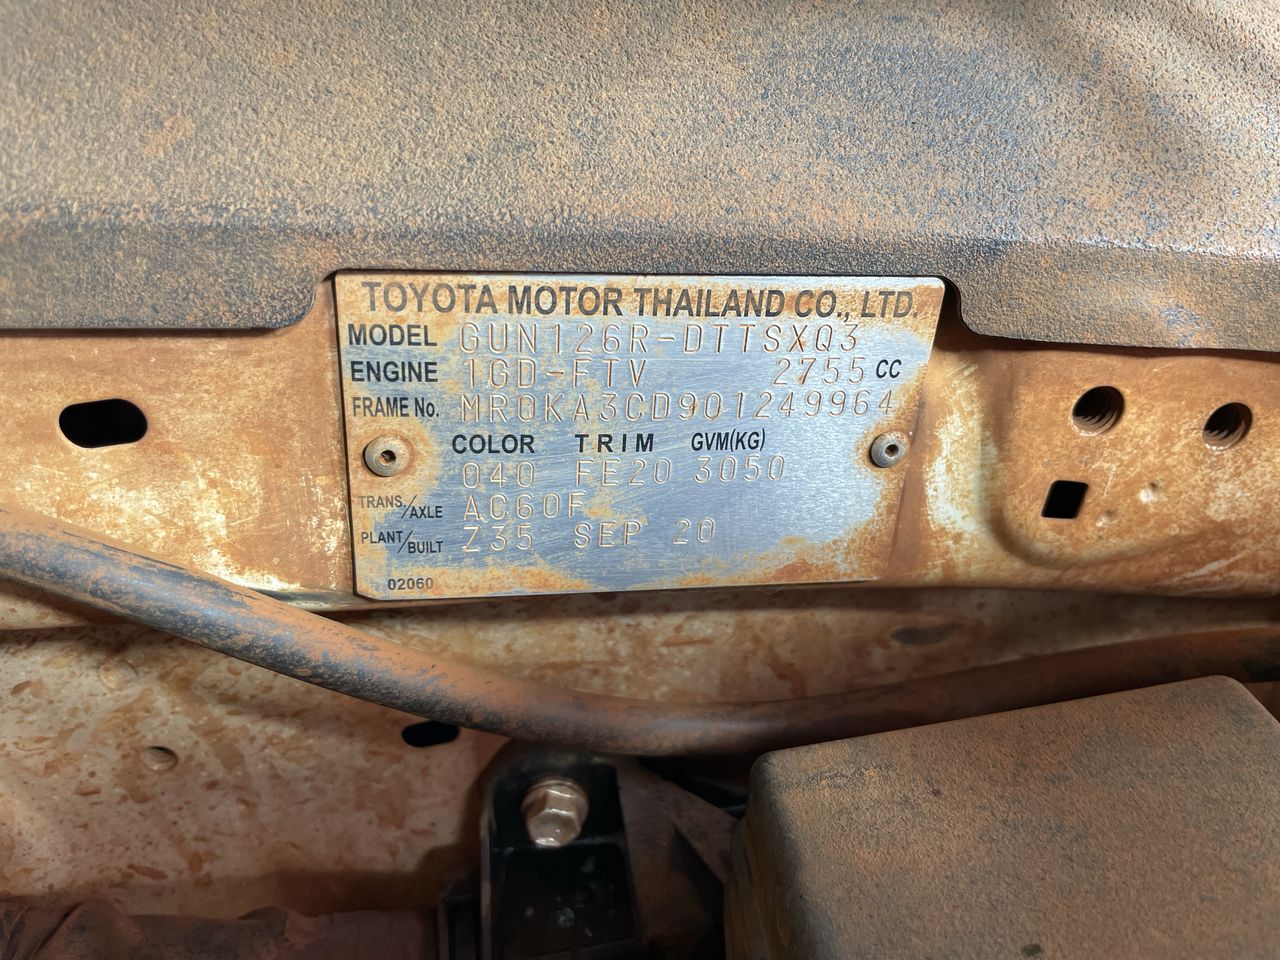 TOYOTA MOTOR THAILAND CO., LTD.
MODEL GUN126R-DTTSXQ3
ENGINE 1GD-FTV 2755 CC
FRAME No. MR0KA3CD901249964
COLOR TRIM GVM(KG)
040 FE20 3050
TRANS./AXLE AC60F
PLANT/BUILT Z35 SEP 20
02060